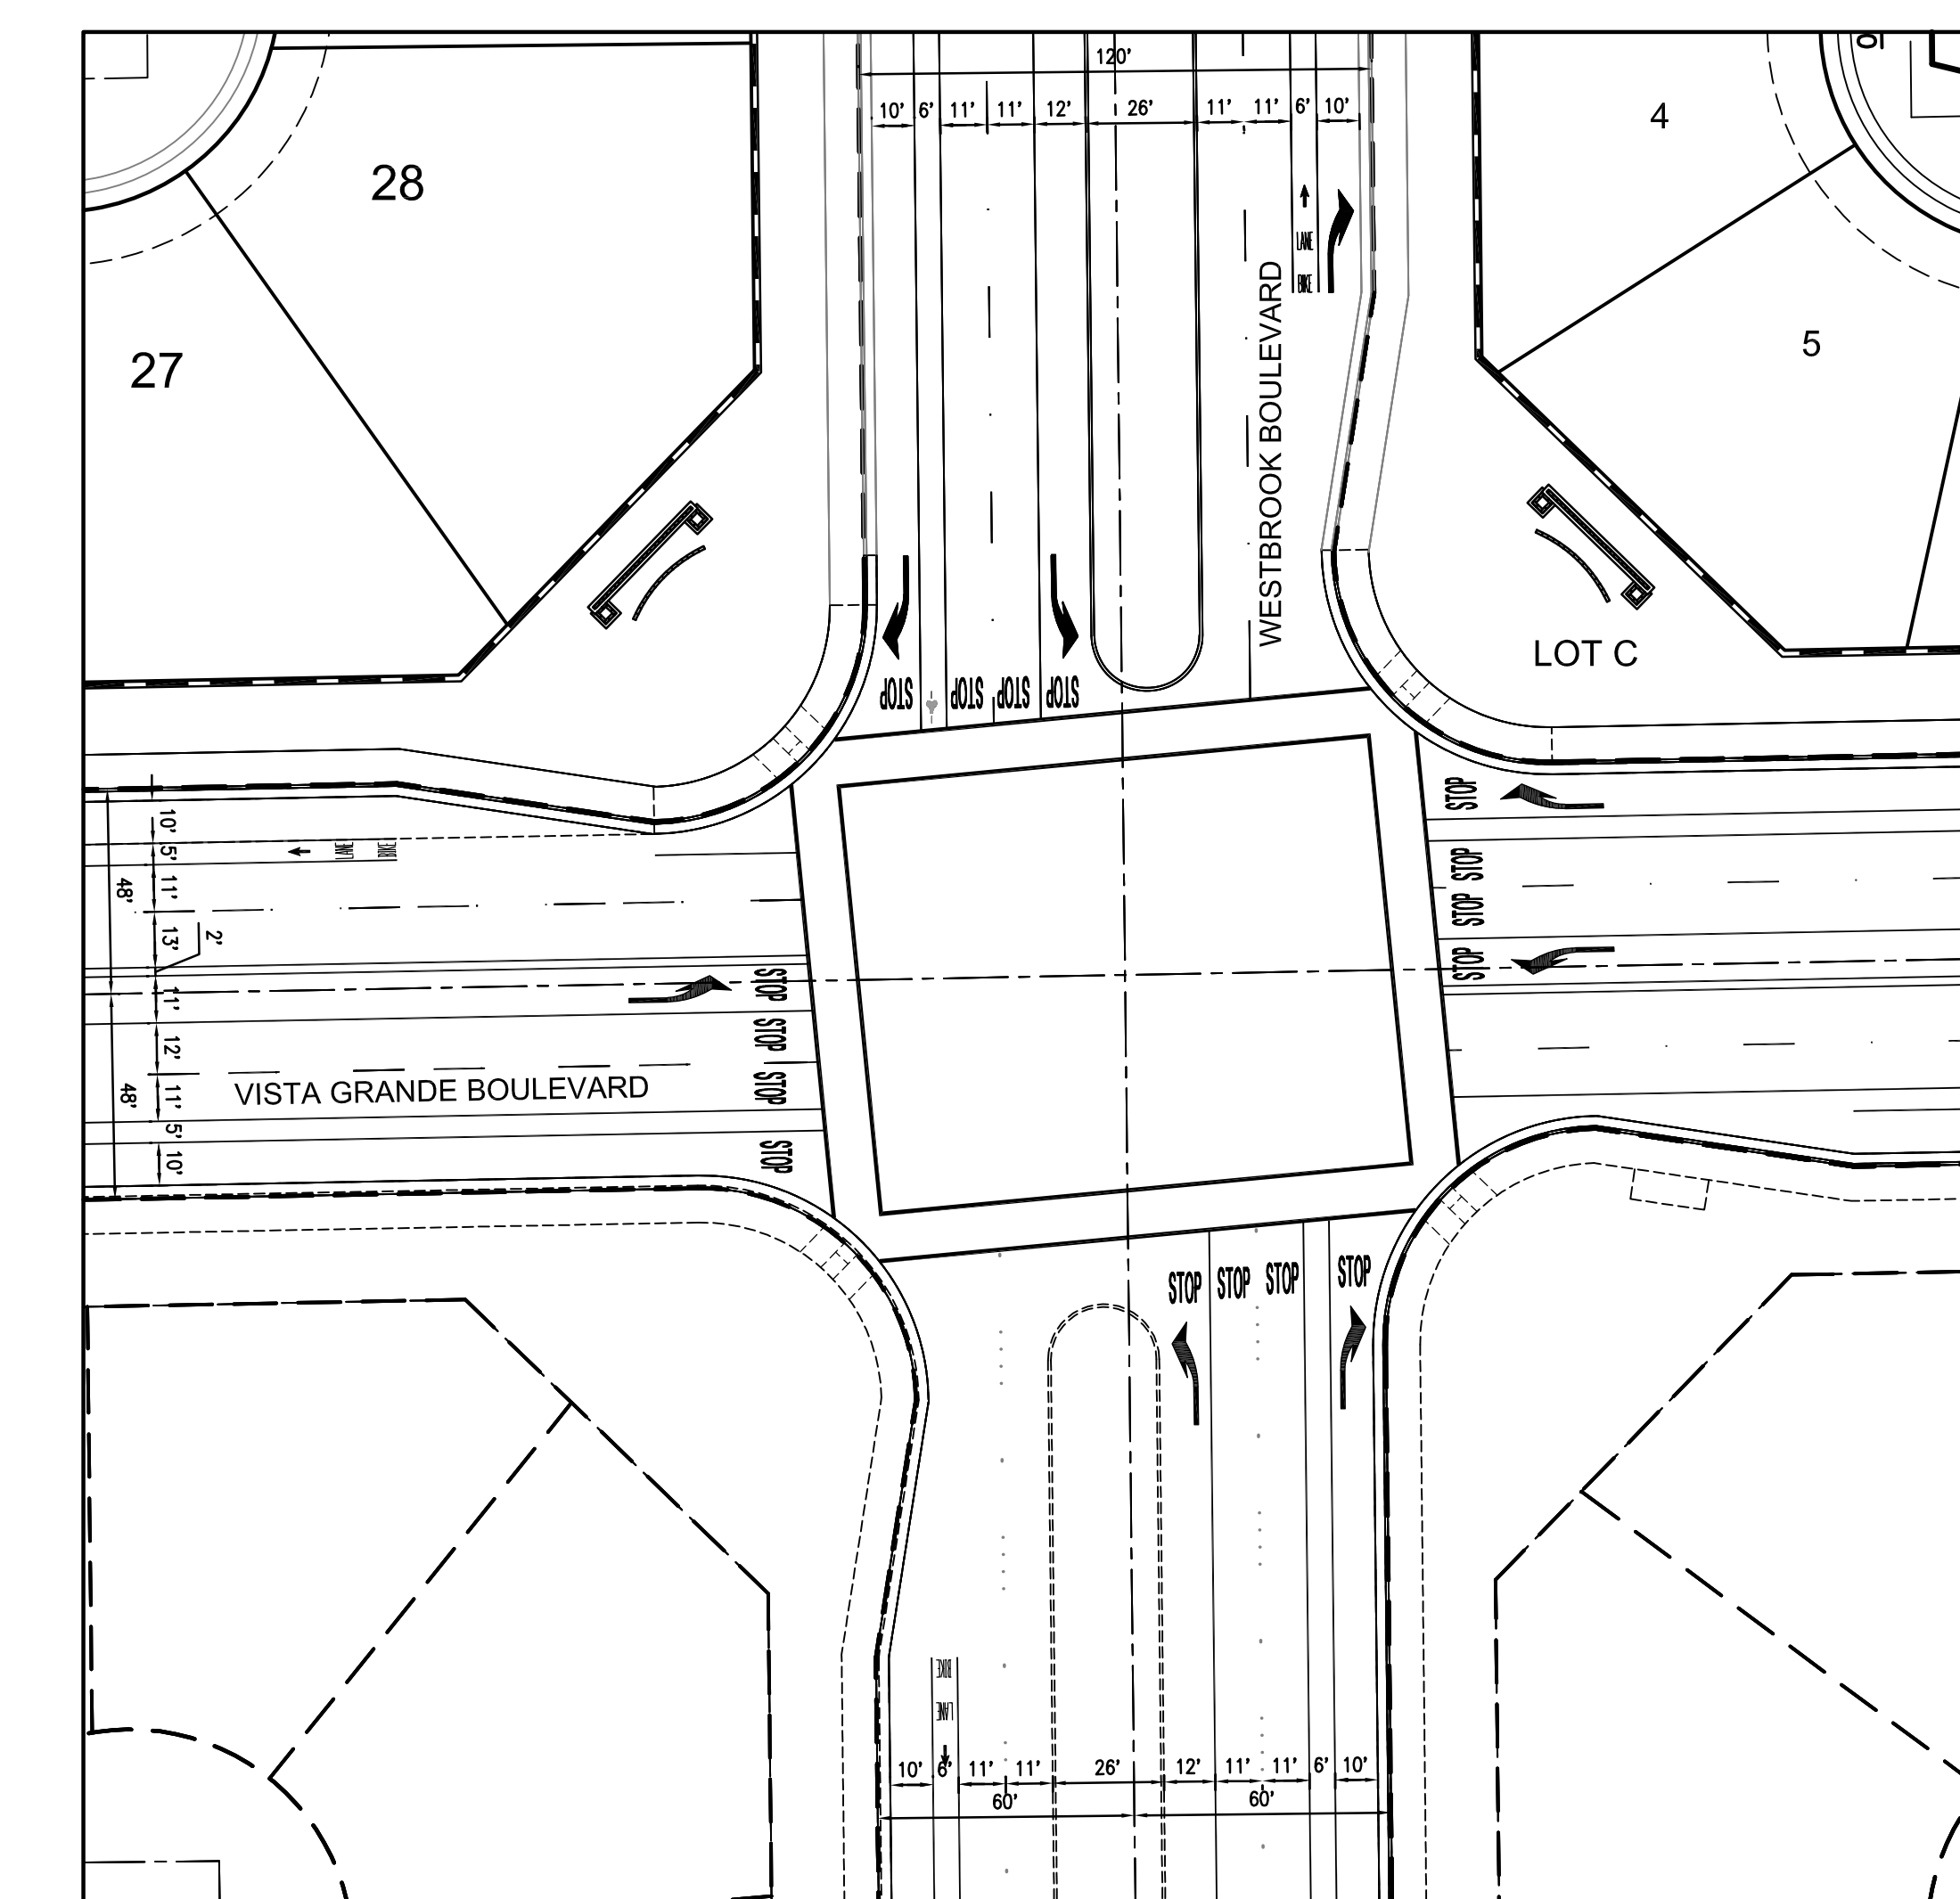 120'
10' 6' 11' 11' 12' 26' 11' 11' 6' 10'
28
27
4
5
LANE
BIKE
WESTBROOK BOULEVARD
LOT C
STOP STOP STOP STOP
10'
5'
11'
48'
13'
2'
11'
12'
48'
11'
5'
10'
LANE BIKE
VISTA GRANDE BOULEVARD
STOP
STOP
STOP
STOP
STOP
STOP
STOP
STOP
STOP STOP STOP STOP
BIKE
LANE
10' 6' 11' 11' 26' 12' 11' 11' 6' 10'
60' 60'